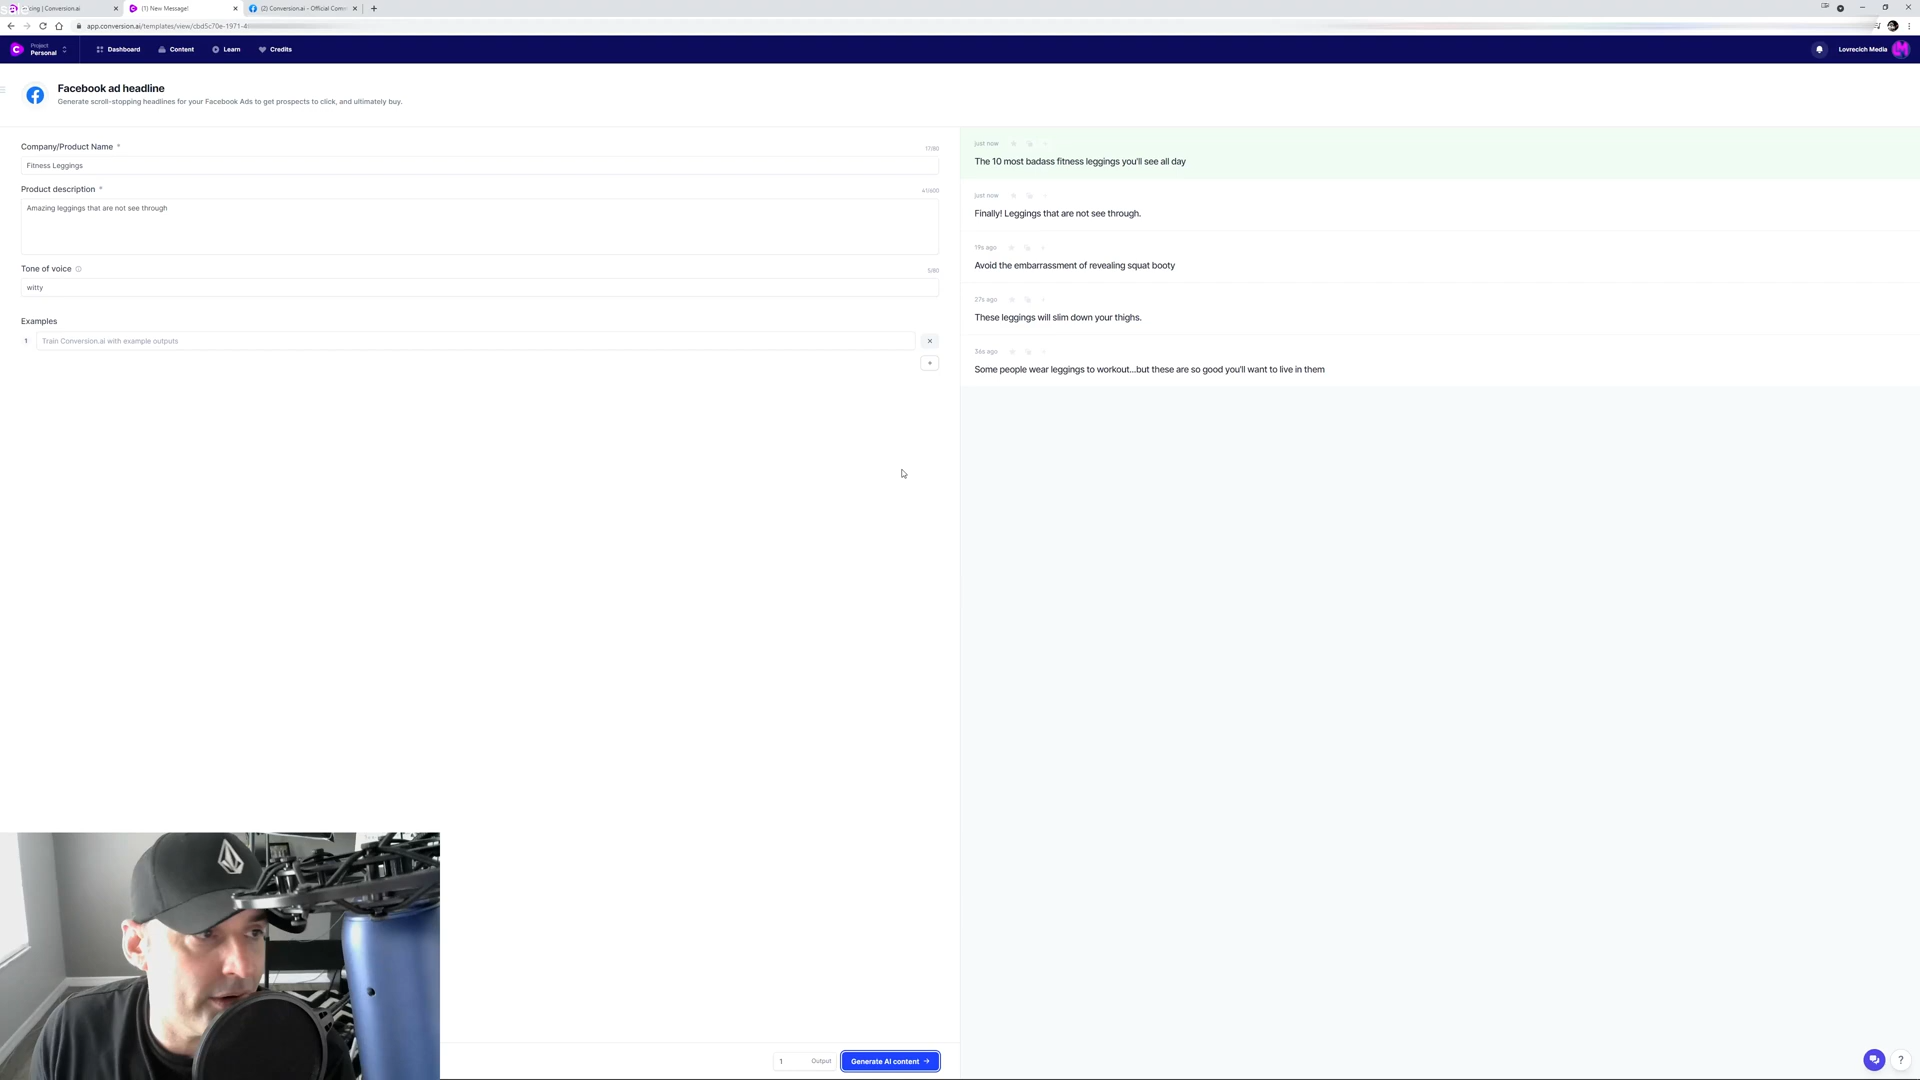 cing | Conversion.ai
(1) New Message!
(2) Conversion.ai - Official Comm
app.conversion.ai/templates/view/cbd5c70e-1971-4
Project
Personal
Dashboard
Content
Learn
Credits
Lovrecich Media
Facebook ad headline
Generate scroll-stopping headlines for your Facebook Ads to get prospects to click, and ultimately buy.
Company/Product Name *
17/80
Fitness Leggings
Product description *
41/600
Amazing leggings that are not see through
Tone of voice
5/80
witty
Examples
1
Train Conversion.ai with example outputs
1
Output
Generate AI content
just now
The 10 most badass fitness leggings you'll see all day
just now
Finally! Leggings that are not see through.
19s ago
Avoid the embarrassment of revealing squat booty
27s ago
These leggings will slim down your thighs.
36s ago
Some people wear leggings to workout...but these are so good you'll want to live in them
?